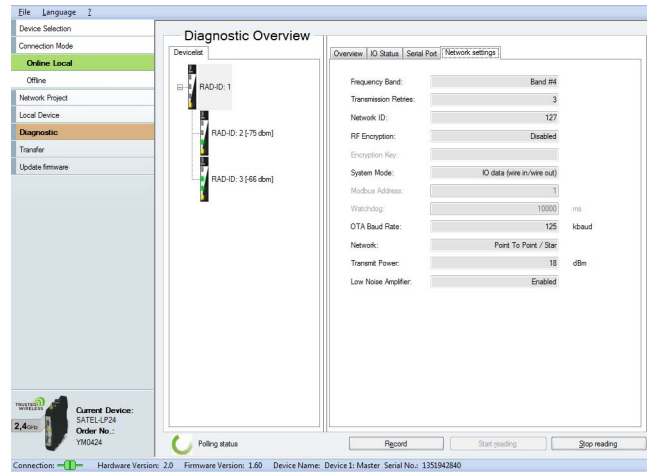 File Language ?
Device Selection
Connection Mode
Online Local
Offline
Network Project
Local Device
Diagnostic
Transfer
Update firmware
Diagnostic Overview
Devicelist
RAD-ID: 1
RAD-ID: 2 [-75 dbm]
RAD-ID: 3 [-66 dbm]
Overview IO Status Serial Port Network settings
Frequency Band: Band #4
Transmission Retries: 3
Network ID: 127
RF Encryption: Disabled
Encryption Key:
System Mode: IO data (wire in/wire out)
Modbus Address: 1
Watchdog: 10000 ms
OTA Baud Rate: 125 kbaud
Network: Point To Point / Star
Transmit Power: 18 dBm
Low Noise Amplifier: Enabled
TRUSTED WIRELESS
2,4GHz
Current Device:
SATEL-LP24
Order No.:
YM0424
Polling status
Record Start reading Stop reading
Connection: Hardware Version: 2.0 Firmware Version: 1.60 Device Name: Device 1: Master Serial No.: 1351942840